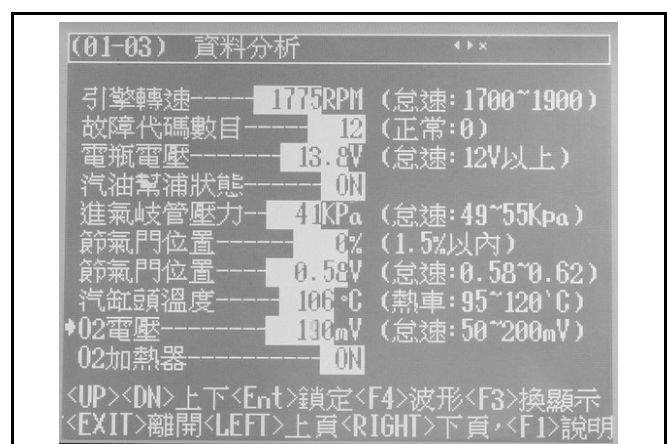 (01-03) 資料分析
引擎轉速-----1775RPM (怠速:1700~1900)
故障代碼數目----12 (正常:0)
電瓶電壓------13.8V (怠速:12V以上)
汽油幫浦狀態----ON
進氣岐管壓力--41KPa (怠速:49~55Kpa)
節氣門位置------0% (1.5%以內)
節氣門位置----0.58V (怠速:0.58~0.62)
汽缸頭溫度----106℃ (熱車:95~120`C)
♦O2電壓-------190mV (怠速:50~200mV)
O2加熱器--------ON
<UP><DN>上下<Ent>鎖定<F4>波形<F3>換顯示
<EXIT>離開<LEFT>上頁<RIGHT>下頁,<F1>說明